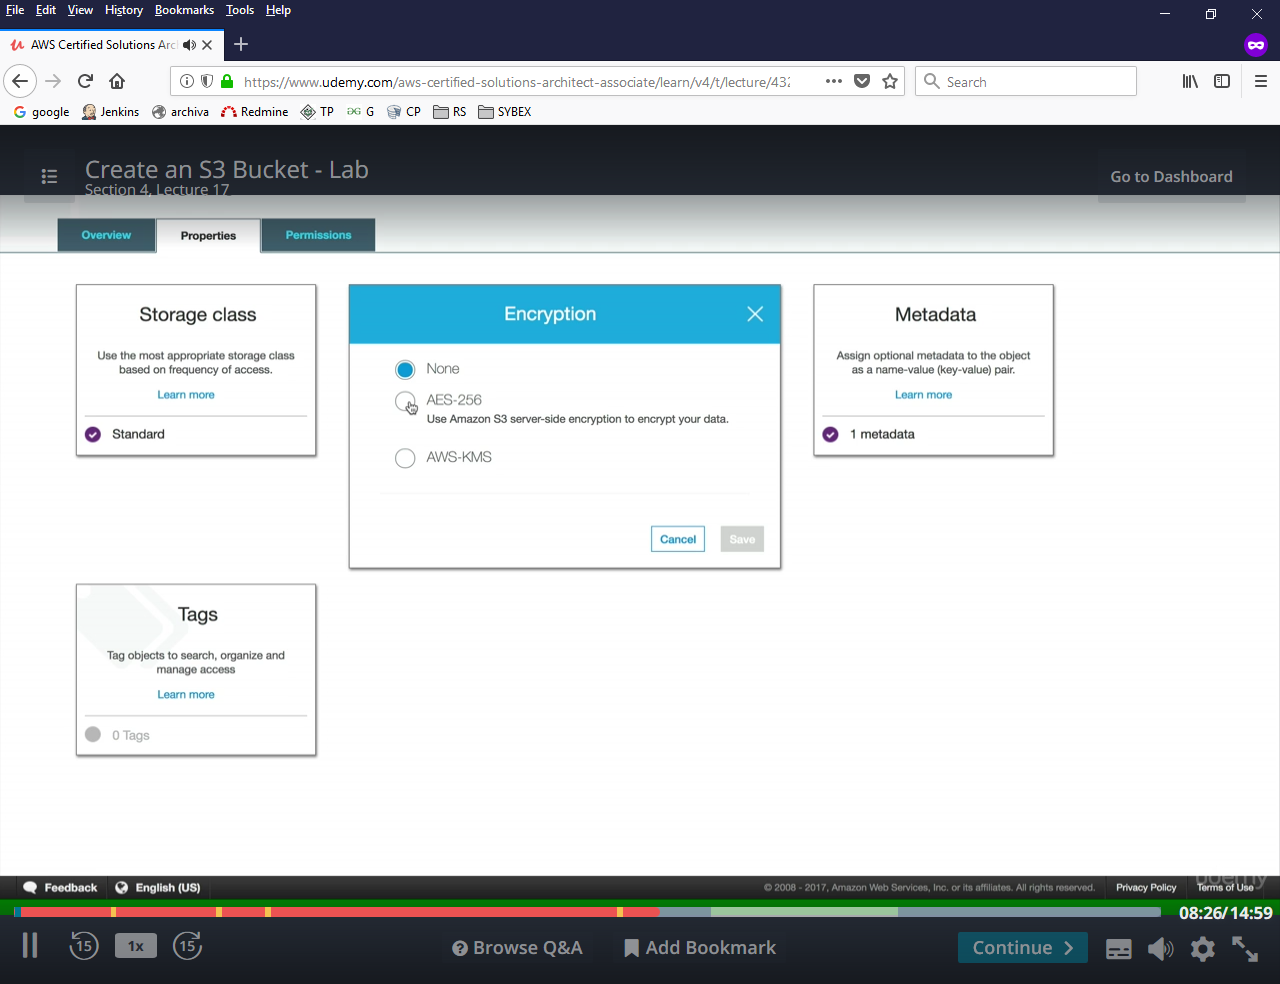 File Edit View History Bookmarks Tools Help
AWS Certified Solutions Arc
https://www.udemy.com/aws-certified-solutions-architect-associate/learn/v4/t/lecture/432
Search
google Jenkins archiva Redmine TP G CP RS SYBEX
Create an S3 Bucket - Lab
Section 4, Lecture 17
Go to Dashboard
Overview Properties Permissions
Storage class
Use the most appropriate storage class
based on frequency of access.
Learn more
Standard
Encryption
None
AES-256
Use Amazon S3 server-side encryption to encrypt your data.
AWS-KMS
Cancel Save
Metadata
Assign optional metadata to the object
as a name-value (key-value) pair.
Learn more
1 metadata
Tags
Tag objects to search, organize and
manage access
Learn more
0 Tags
Feedback English (US) © 2008 - 2017, Amazon Web Services, Inc. or its affiliates. All rights reserved. Privacy Policy Terms of Use
udemy
08:26/14:59
15 1x 15 Browse Q&A Add Bookmark Continue